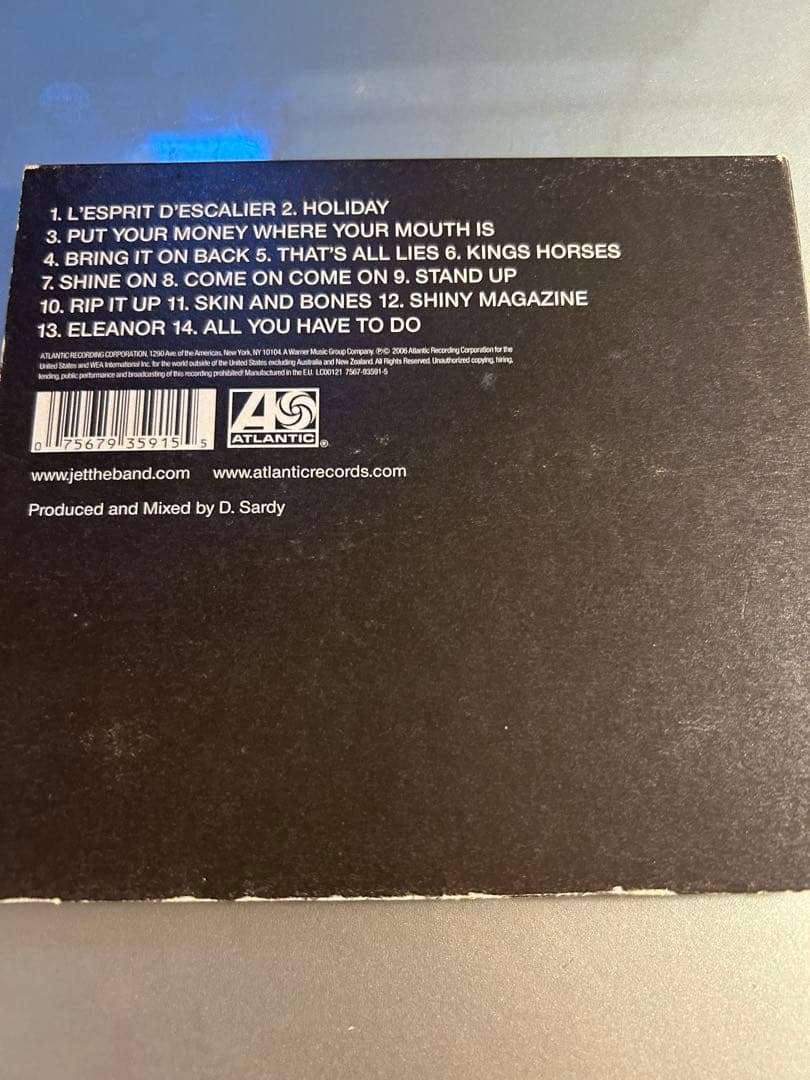 1. L'ESPRIT D'ESCALIER 2. HOLIDAY
3. PUT YOUR MONEY WHERE YOUR MOUTH IS
4. BRING IT ON BACK 5. THAT'S ALL LIES 6. KINGS HORSES
7. SHINE ON 8. COME ON COME ON 9. STAND UP
10. RIP IT UP 11. SKIN AND BONES 12. SHINY MAGAZINE
13. ELEANOR 14. ALL YOU HAVE TO DO
ATLANTIC RECORDING CORPORATION, 1290 Ave. of the Americas, New York, NY 10104. A Warner Music Group Company. ℗© 2006 Atlantic Recording Corporation for the
United States and WEA International Inc. for the world outside of the United States excluding Australia and New Zealand. All Rights Reserved. Unauthorized copying, hiring,
lending, public performance and broadcasting of this recording prohibited! Manufactured in the E.U. LC00121 7567-93591-5
0 75679 35915 5
ATLANTIC®
www.jettheband.com www.atlanticrecords.com
Produced and Mixed by D. Sardy